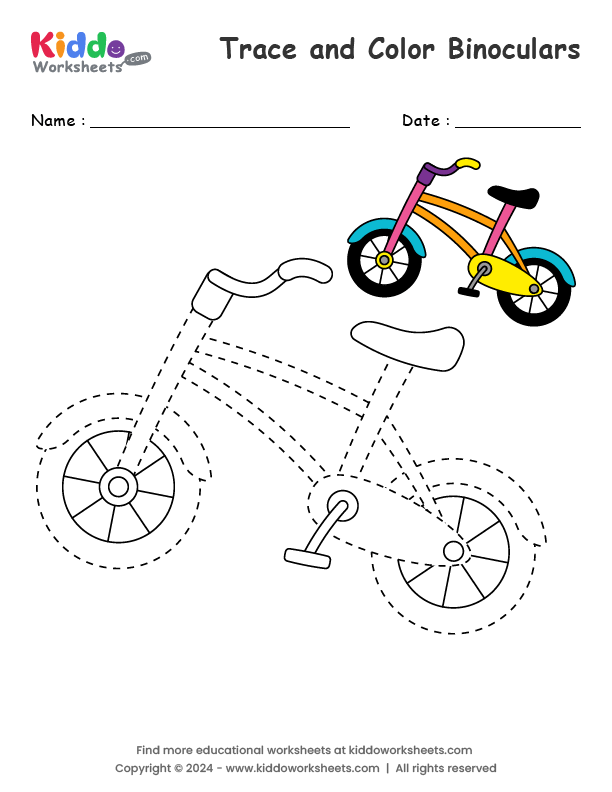 Kiddo
Worksheets.com
Trace and Color Binoculars
Name :
Date :
Find more educational worksheets at kiddoworksheets.com
Copyright © 2024 - www.kiddoworksheets.com | All rights reserved